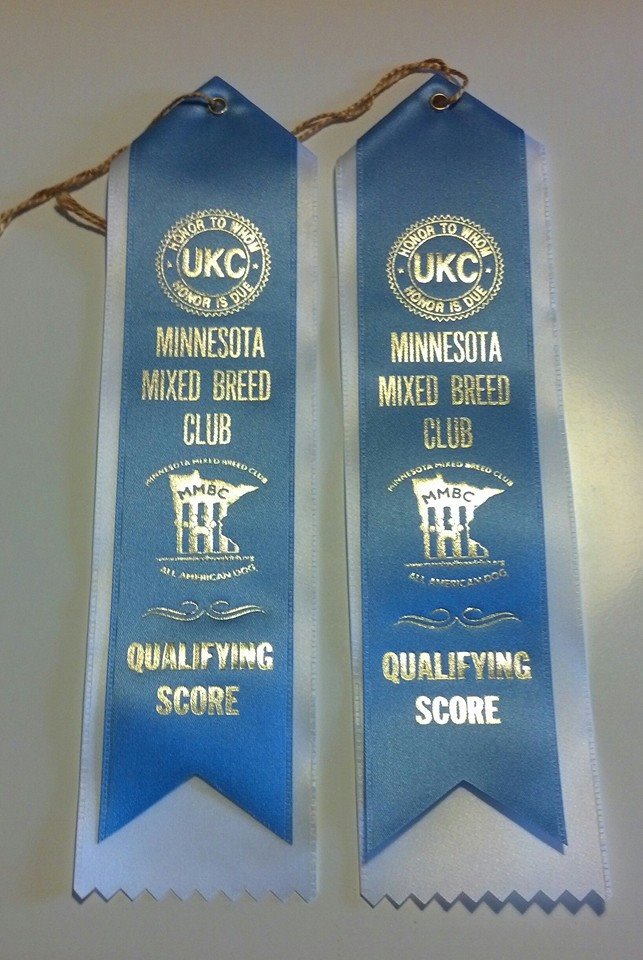 HONOR TO WHOM
UKC
HONOR IS DUE
MINNESOTA
MIXED BREED
CLUB
MINNESOTA MIXED BREED CLUB
MMBC
ALL AMERICAN DOG
QUALIFYING
SCORE
HONOR TO WHOM
UKC
HONOR IS DUE
MINNESOTA
MIXED BREED
CLUB
MINNESOTA MIXED BREED CLUB
MMBC
ALL AMERICAN DOG
QUALIFYING
SCORE